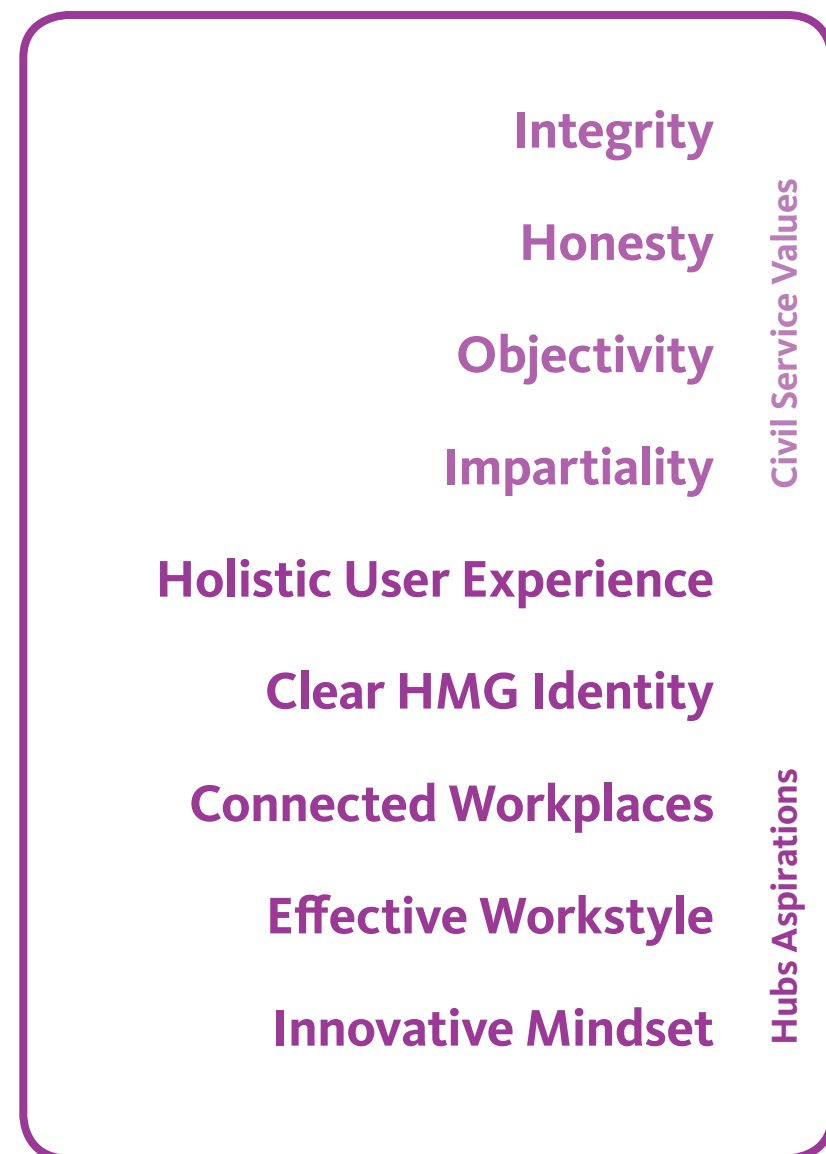 Integrity
Honesty
Objectivity
Impartiality
Civil Service Values
Holistic User Experience
Clear HMG Identity
Connected Workplaces
Effective Workstyle
Innovative Mindset
Hubs Aspirations